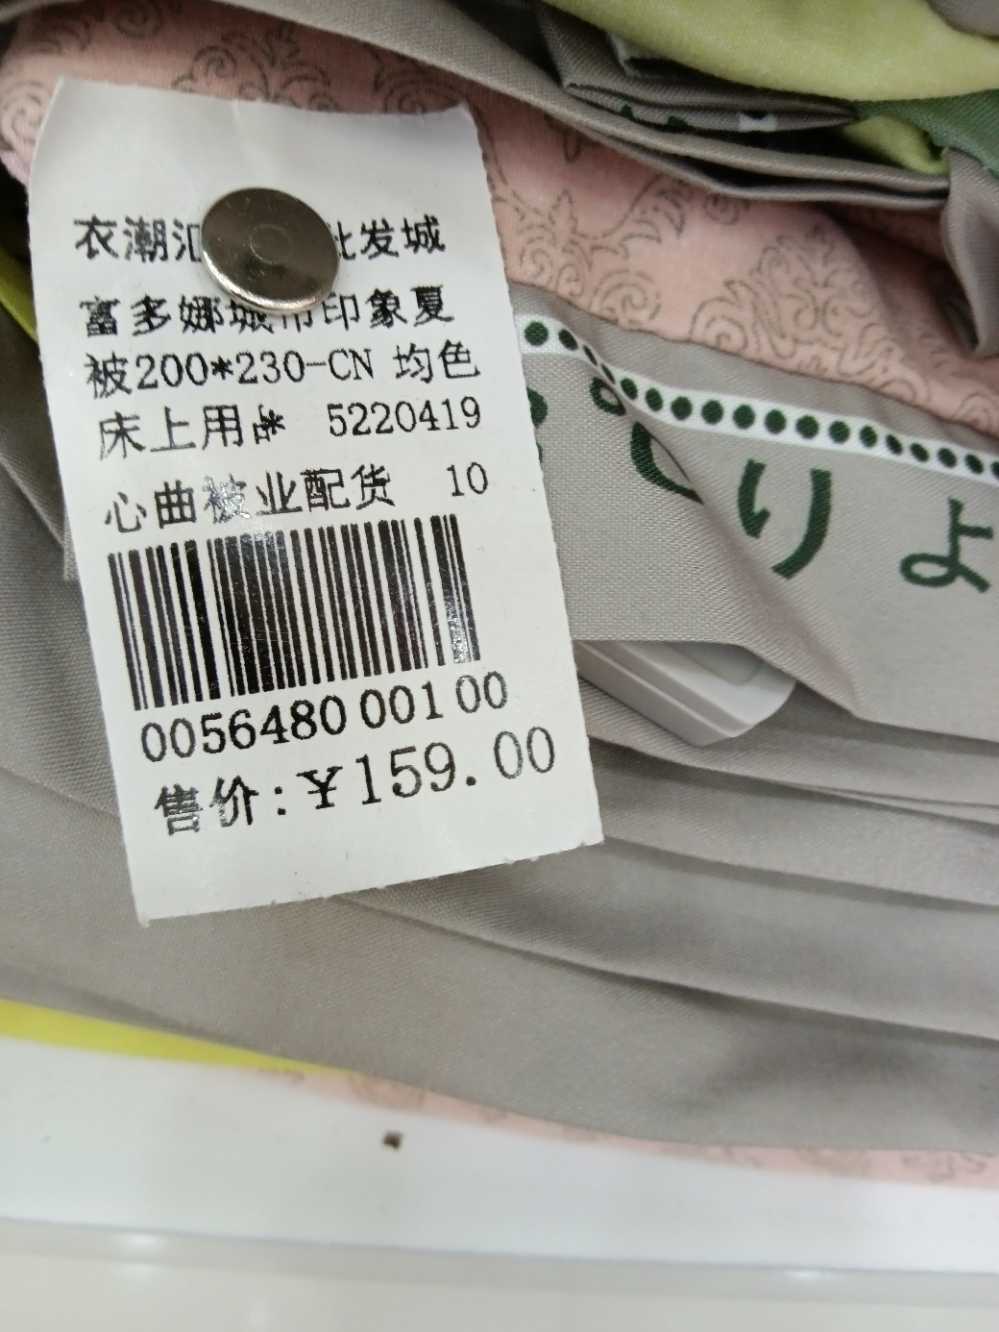 衣潮汇 批发城
富多娜城市印象夏
被200*230-CN 均色
床上用品* 5220419
心曲被业配货 10
0056480 001 00
售价:¥159.00
りょ